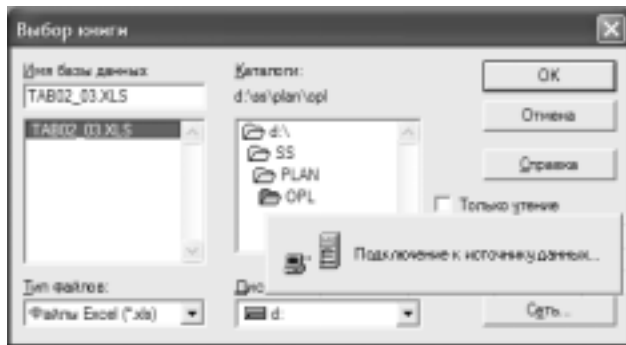 Выбор книги
Имя базы данных
TAB02_03.XLS
TAB02_03.XLS
Каталоги:
d:\ss\plan\opl
d:\
SS
PLAN
OPL
OK
Отмена
Справка
Только чтение
Подключение к источнику данных...
Тип файлов:
Файлы Excel (*.xls)
Дис
d:
Сеть...